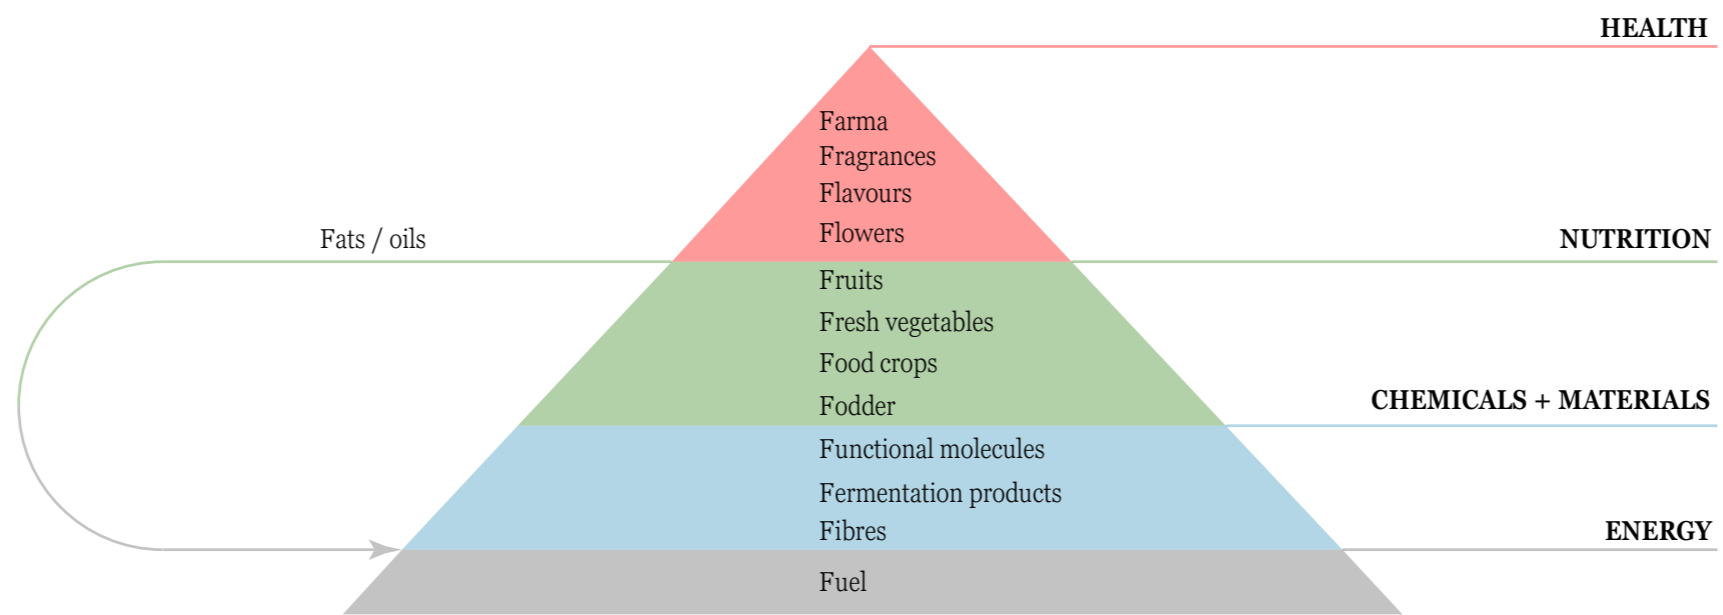 HEALTH
Farma
Fragrances
Flavours
Flowers
Fats / oils
NUTRITION
Fruits
Fresh vegetables
Food crops
Fodder
CHEMICALS + MATERIALS
Functional molecules
Fermentation products
Fibres
ENERGY
Fuel